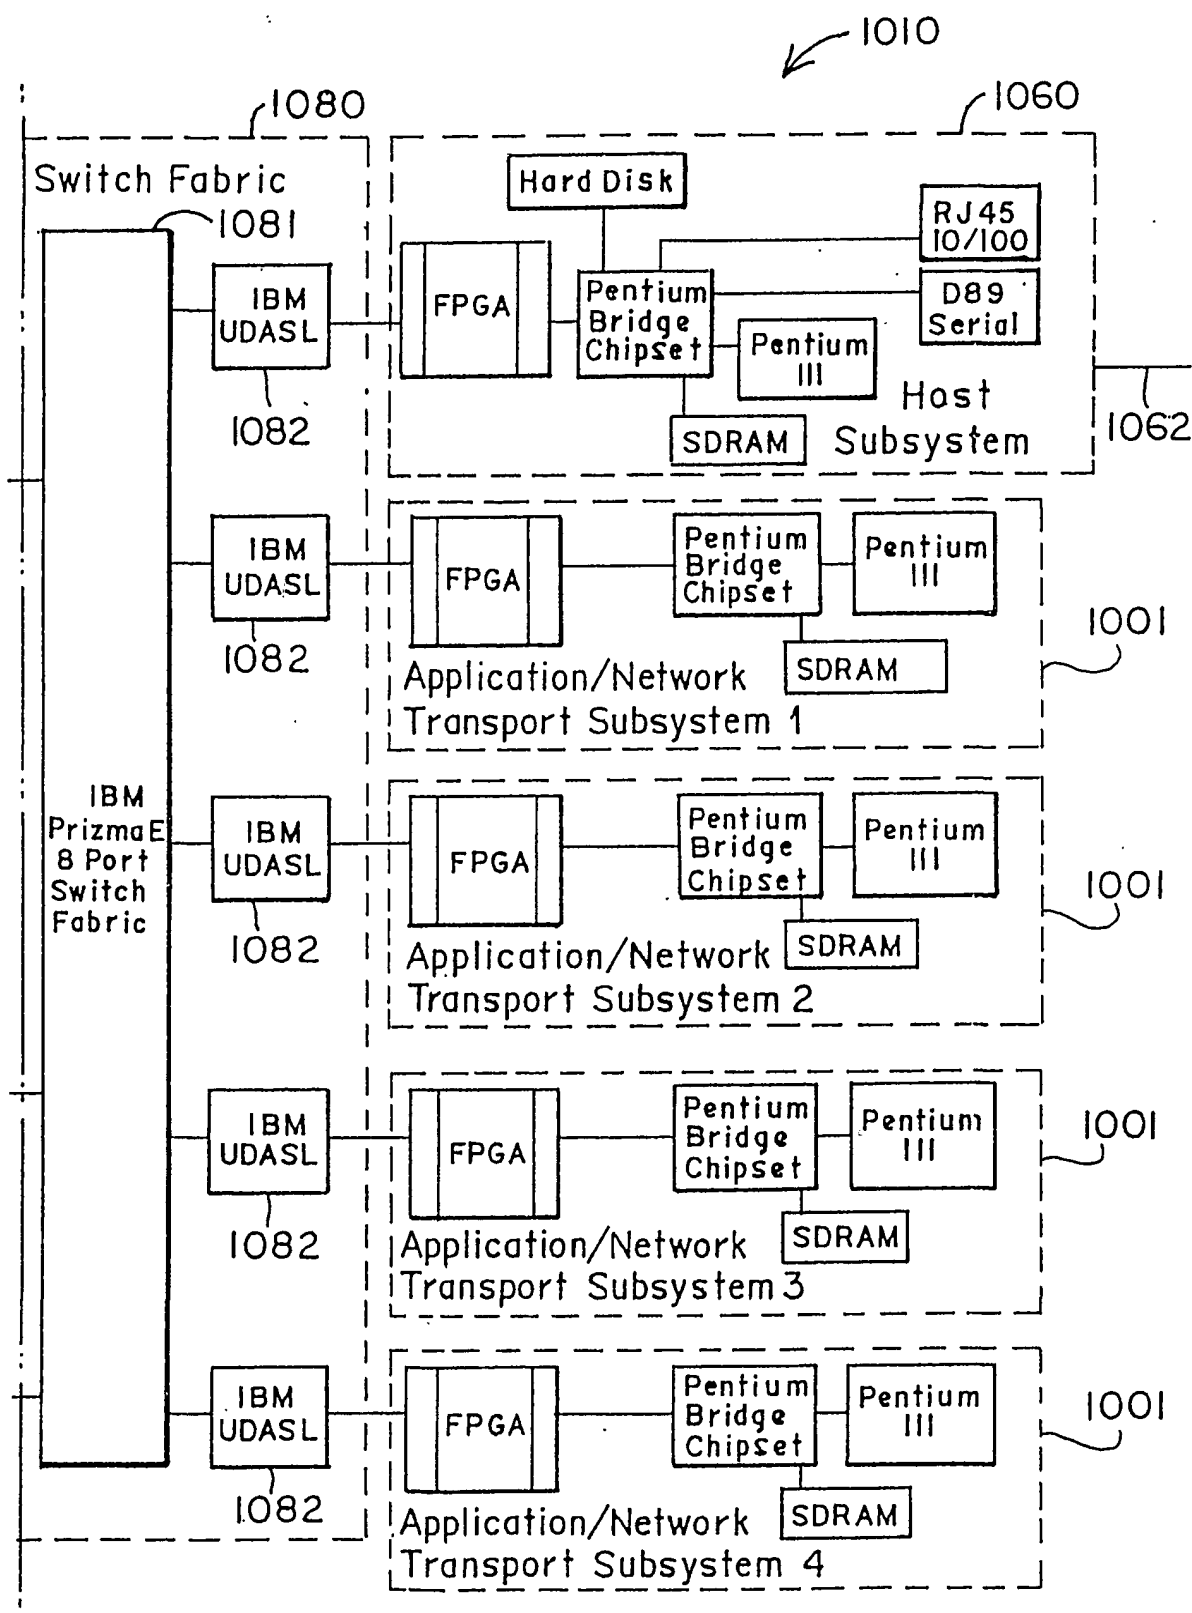 1010
1080
1060
Switch Fabric
1081
Hard Disk
RJ45
10/100
IBM
UDASL
FPGA
Pentium
Bridge
Chipset
D89
Serial
Pentium
III
1082
SDRAM
Host
Subsystem
1062
IBM
UDASL
FPGA
Pentium
Bridge
Chipset
Pentium
III
1082
SDRAM
1001
Application/Network
Transport Subsystem 1
IBM
PrizmaE
8 Port
Switch
Fabric
IBM
UDASL
FPGA
Pentium
Bridge
Chipset
Pentium
III
1082
SDRAM
1001
Application/Network
Transport Subsystem 2
IBM
UDASL
FPGA
Pentium
Bridge
Chipset
Pentium
III
1001
1082
SDRAM
Application/Network
Transport Subsystem 3
IBM
UDASL
FPGA
Pentium
Bridge
Chipset
Pentium
III
1001
1082
SDRAM
Application/Network
Transport Subsystem 4